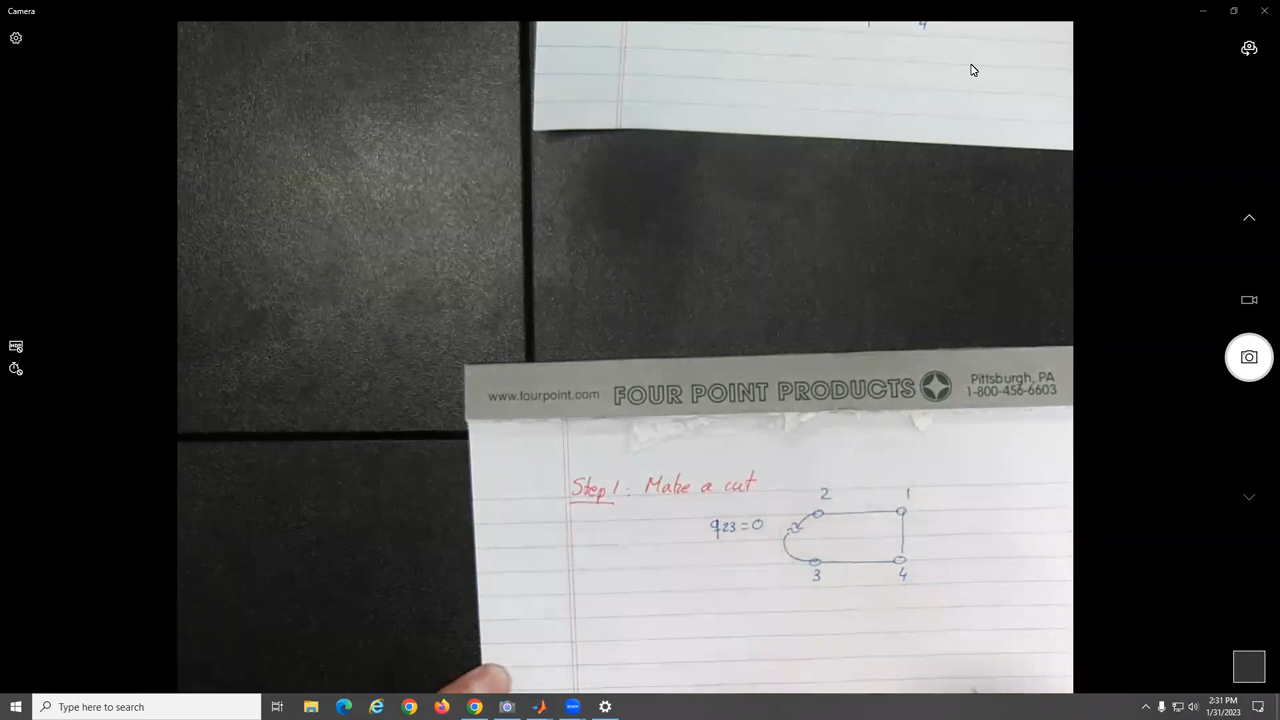 Camera
4
www.fourpoint.com FOUR POINT PRODUCTS Pittsburgh, PA
1-800-456-6603
Step 1: Make a cut
2 1
q23=0
3 4
Type here to search
2:31 PM
1/31/2023